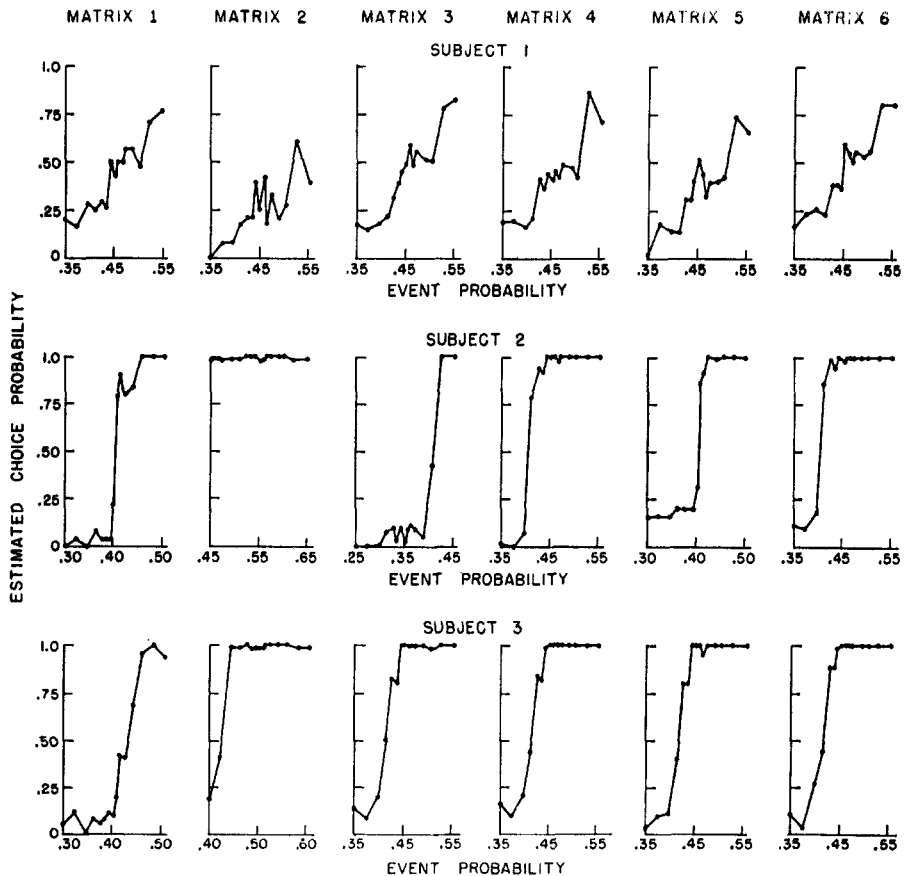 MATRIX 1 MATRIX 2 MATRIX 3 MATRIX 4 MATRIX 5 MATRIX 6
SUBJECT 1
1.0
.75
.50
.25
0
.35 .45 .55 .35 .45 .55 .35 .45 .55 .35 .45 .55 .35 .45 .55 .35 .45 .55
EVENT PROBABILITY
ESTIMATED CHOICE PROBABILITY
SUBJECT 2
1.0
.75
.50
.25
0
.30 .40 .50 .45 .55 .65 .25 .35 .45 .35 .45 .55 .30 .40 .50 .35 .45 .55
EVENT PROBABILITY
SUBJECT 3
1.0
.75
.50
.25
0
.30 .40 .50 .40 .50 .60 .35 .45 .55 .35 .45 .55 .35 .45 .55 .35 .45 .55
EVENT PROBABILITY